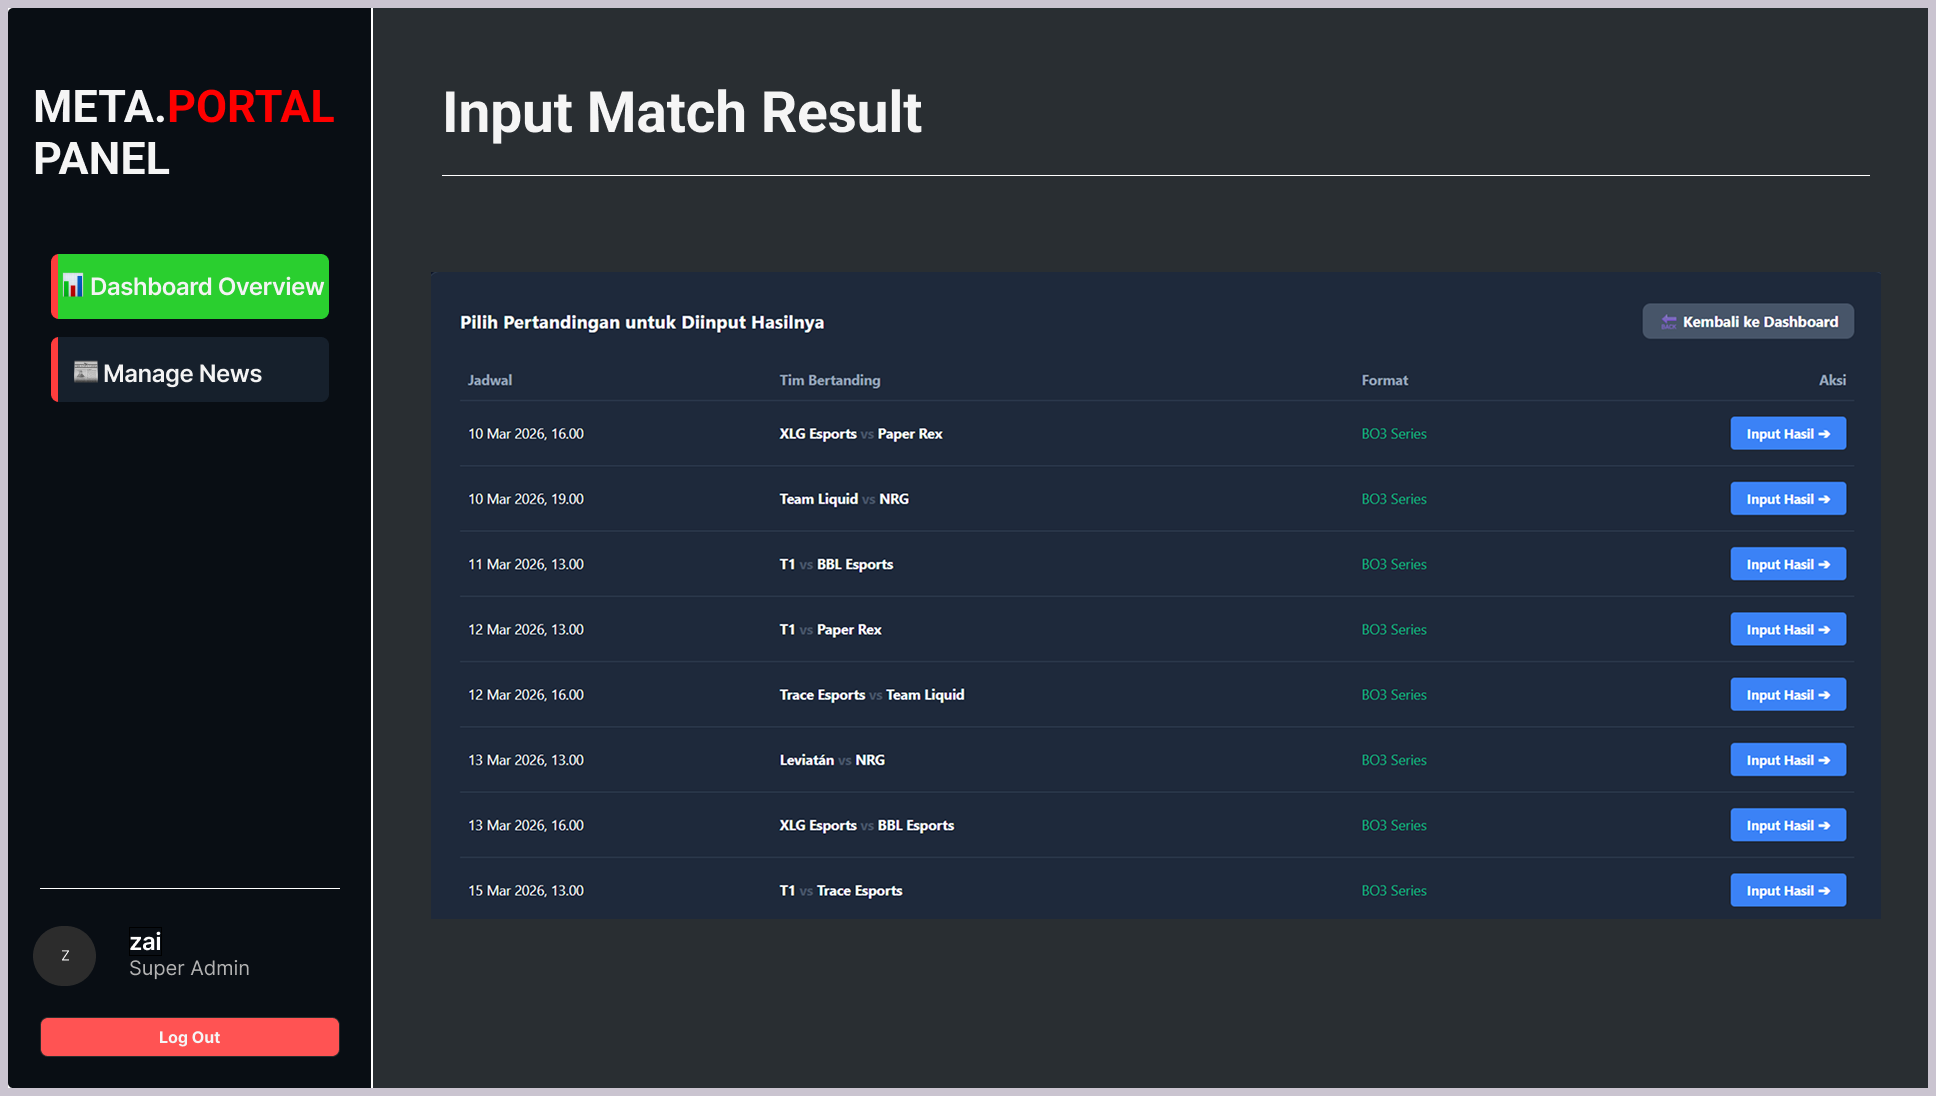 META.PORTAL
PANEL
Dashboard Overview
Manage News
zai
Z
Super Admin
Log Out
Input Match Result
Pilih Pertandingan untuk Diinput Hasilnya
BACK Kembali ke Dashboard
Jadwal Tim Bertanding Format Aksi
10 Mar 2026, 16.00 XLG Esports vs Paper Rex BO3 Series Input Hasil ➔
10 Mar 2026, 19.00 Team Liquid vs NRG BO3 Series Input Hasil ➔
11 Mar 2026, 13.00 T1 vs BBL Esports BO3 Series Input Hasil ➔
12 Mar 2026, 13.00 T1 vs Paper Rex BO3 Series Input Hasil ➔
12 Mar 2026, 16.00 Trace Esports vs Team Liquid BO3 Series Input Hasil ➔
13 Mar 2026, 13.00 Leviatán vs NRG BO3 Series Input Hasil ➔
13 Mar 2026, 16.00 XLG Esports vs BBL Esports BO3 Series Input Hasil ➔
15 Mar 2026, 13.00 T1 vs Trace Esports BO3 Series Input Hasil ➔